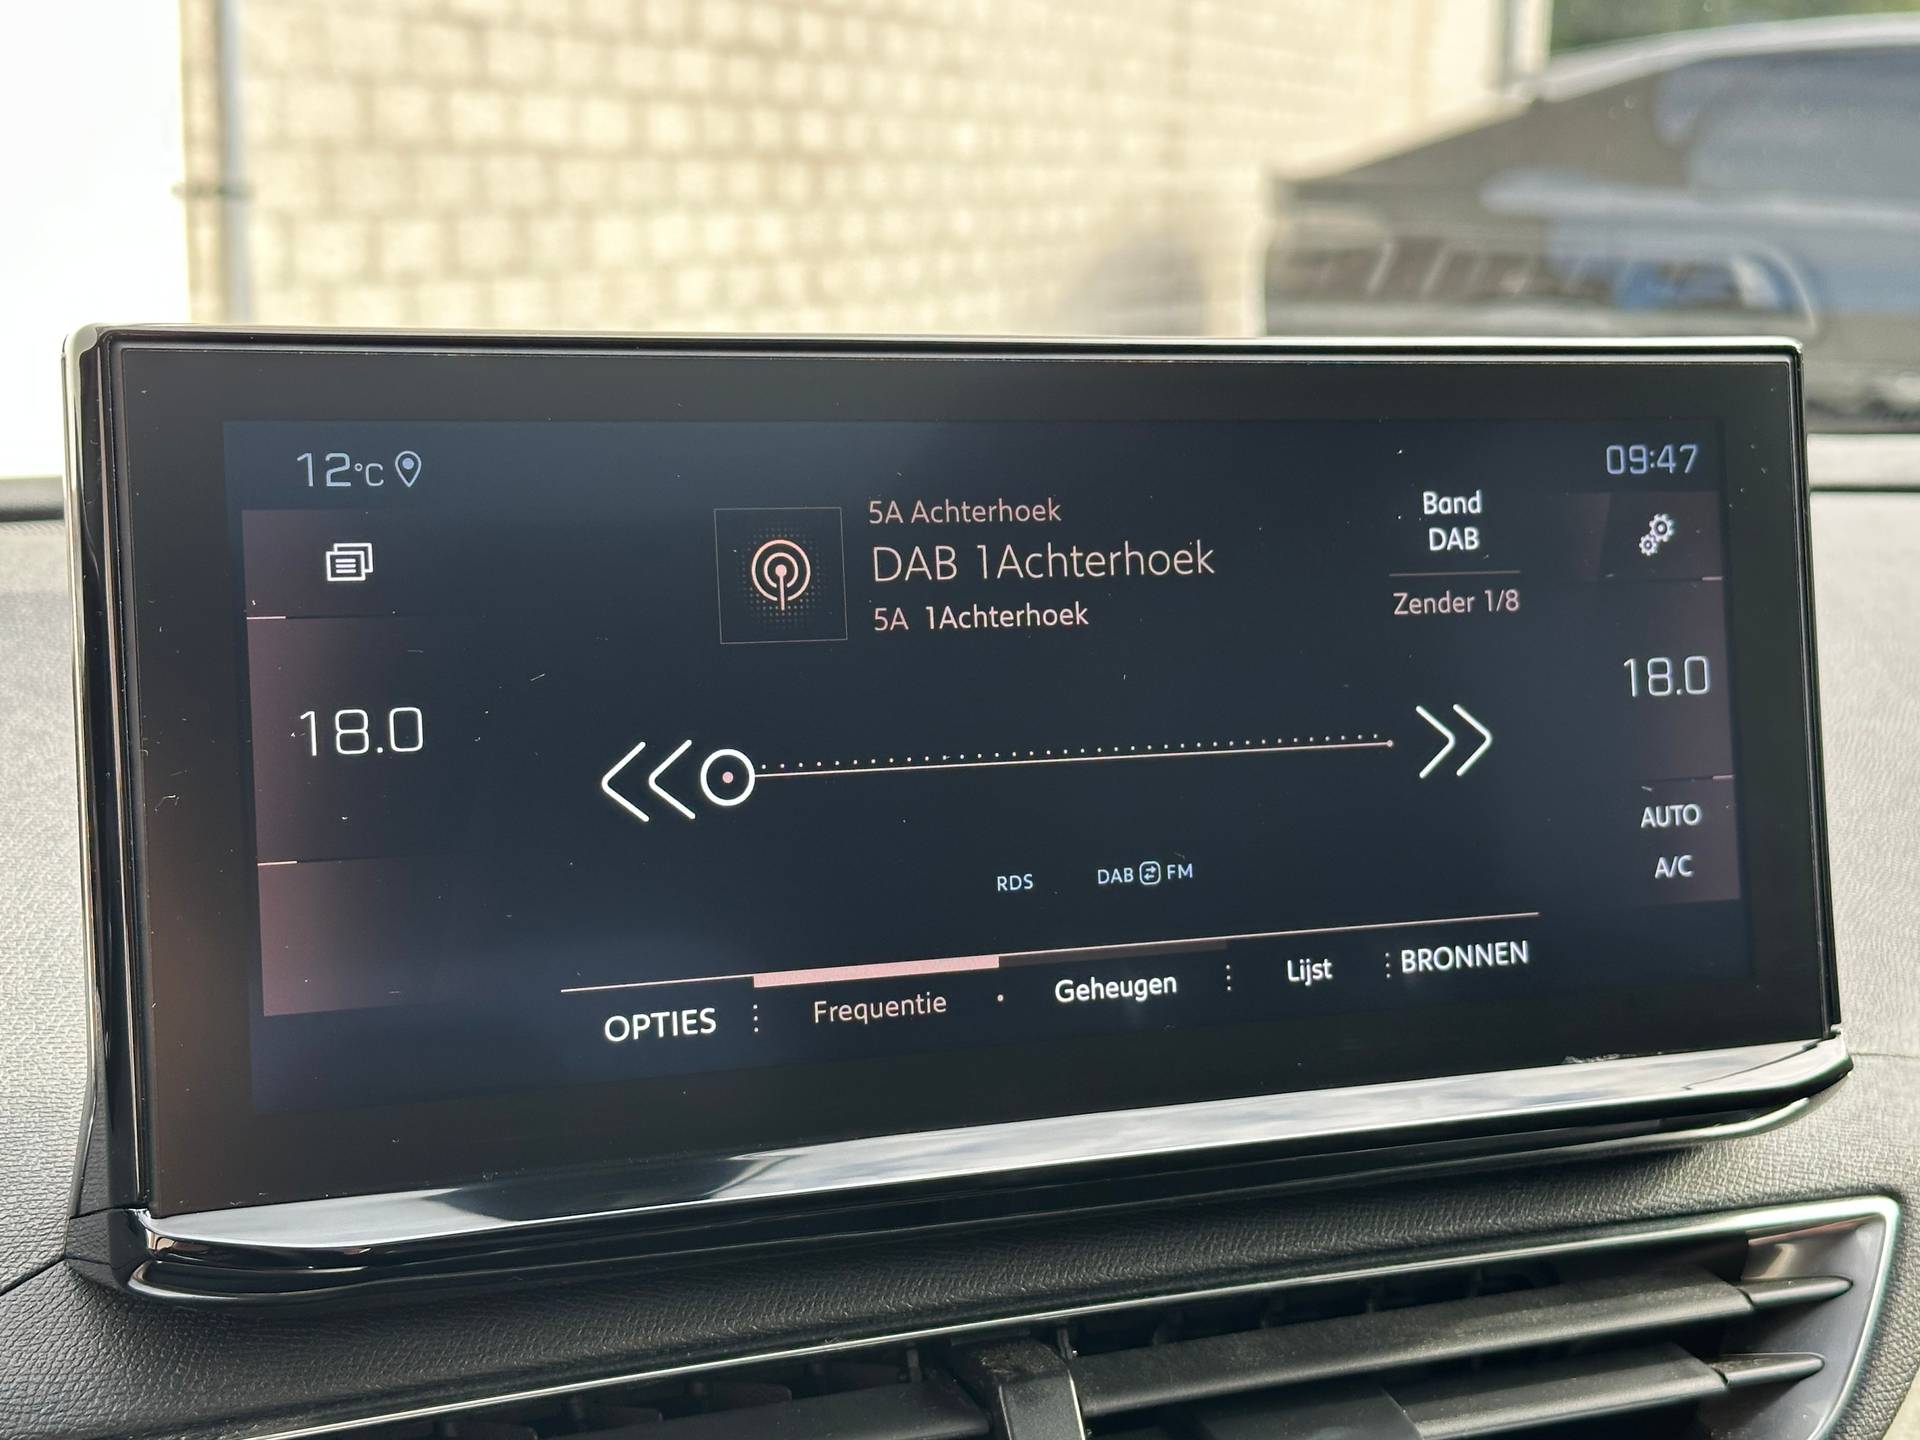 12°C
09:47
5A Achterhoek
DAB 1Achterhoek
5A 1Achterhoek
Band
DAB
Zender 1/8
18.0
18.0
AUTO
A/C
RDS
DAB FM
OPTIES
Frequentie
Geheugen
Lijst
BRONNEN